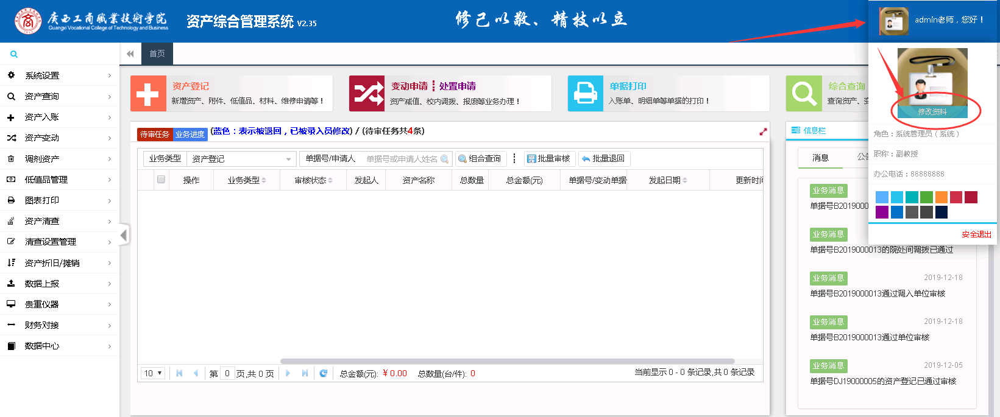 广西工商職業技術学院
Guangxi Vocational College of Technology and Business
资产综合管理系统 V2.35
修己以敬、精技以立
admin老师，您好！
首页
系统设置
资产查询
资产入账
资产变动
调剂资产
低值品管理
图表打印
资产清查
清查设置管理
资产折旧/摊销
数据上报
贵重仪器
财务对接
数据中心
资产登记
新增资产、附件、低值品、材料、维修申请等！
变动申请 处置申请
资产减值、校内调拨、报废等业务办理！
单据打印
入账单、明细单等单据的打印！
综合查询
查询资产、变
待审任务 业务进度 (蓝色：表示被退回，已被录入员修改) / (待审任务共4条)
业务类型 资产登记 单据号/申请人 单据号或申请人姓名 组合查询 批量审核 批量退回
操作 业务类型 审核状态 发起人 资产名称 总数量 总金额(元) 单据号/变动单据 发起日期 更新时间
10 第 0 页,共 0 页 总金额(元): ¥ 0.00 总数量(台/件): 0 当前显示 0 - 0 条记录,共 0 条记录
信息栏
消息 公告
业务消息
单据号B2019000
业务消息
单据号B2019000013的院处间调拨已通过
业务消息 2019-12-18
单据号B2019000013通过调入单位审核
业务消息 2019-12-18
单据号B2019000013通过单位审核
业务消息 2019-12-05
单据号DJ19000005的资产登记已通过审核
修改资料
角色：系统管理员（系统）
职称：副教授
办公电话：88888888
安全退出